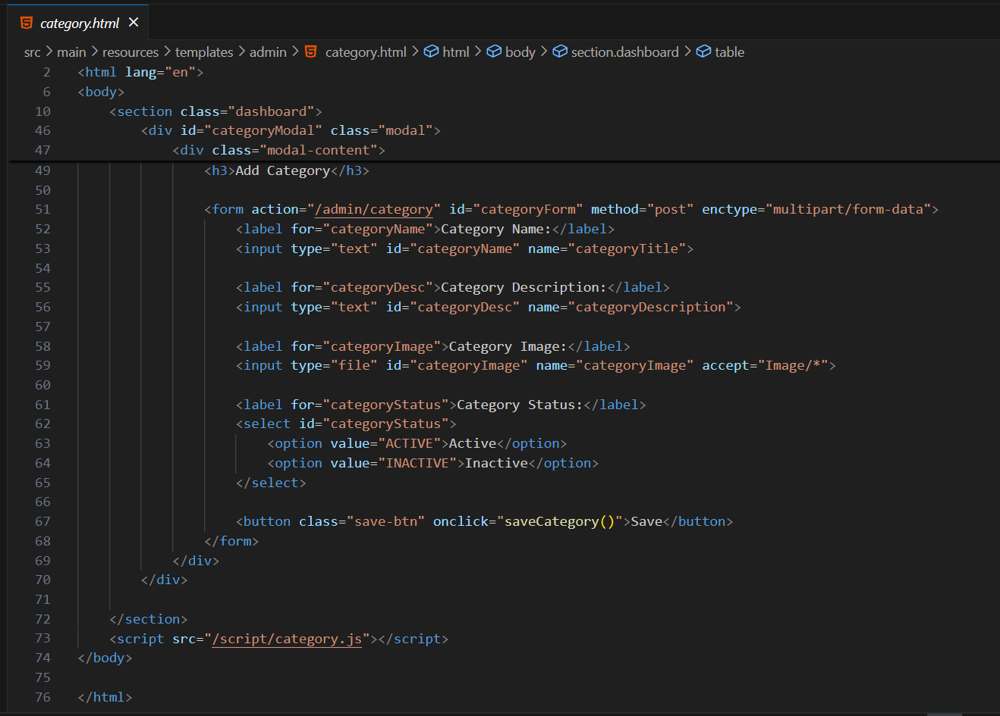 category.html
src > main > resources > templates > admin > category.html > html > body > section.dashboard > table
2 <html lang="en">
6 <body>
10 <section class="dashboard">
46 <div id="categoryModal" class="modal">
47 <div class="modal-content">
49 <h3>Add Category</h3>
50
51 <form action="/admin/category" id="categoryForm" method="post" enctype="multipart/form-data">
52 <label for="categoryName">Category Name:</label>
53 <input type="text" id="categoryName" name="categoryTitle">
54
55 <label for="categoryDesc">Category Description:</label>
56 <input type="text" id="categoryDesc" name="categoryDescription">
57
58 <label for="categoryImage">Category Image:</label>
59 <input type="file" id="categoryImage" name="categoryImage" accept="Image/*">
60
61 <label for="categoryStatus">Category Status:</label>
62 <select id="categoryStatus">
63 <option value="ACTIVE">Active</option>
64 <option value="INACTIVE">Inactive</option>
65 </select>
66
67 <button class="save-btn" onclick="saveCategory()">Save</button>
68 </form>
69 </div>
70 </div>
71
72 </section>
73 <script src="/script/category.js"></script>
74 </body>
75
76 </html>